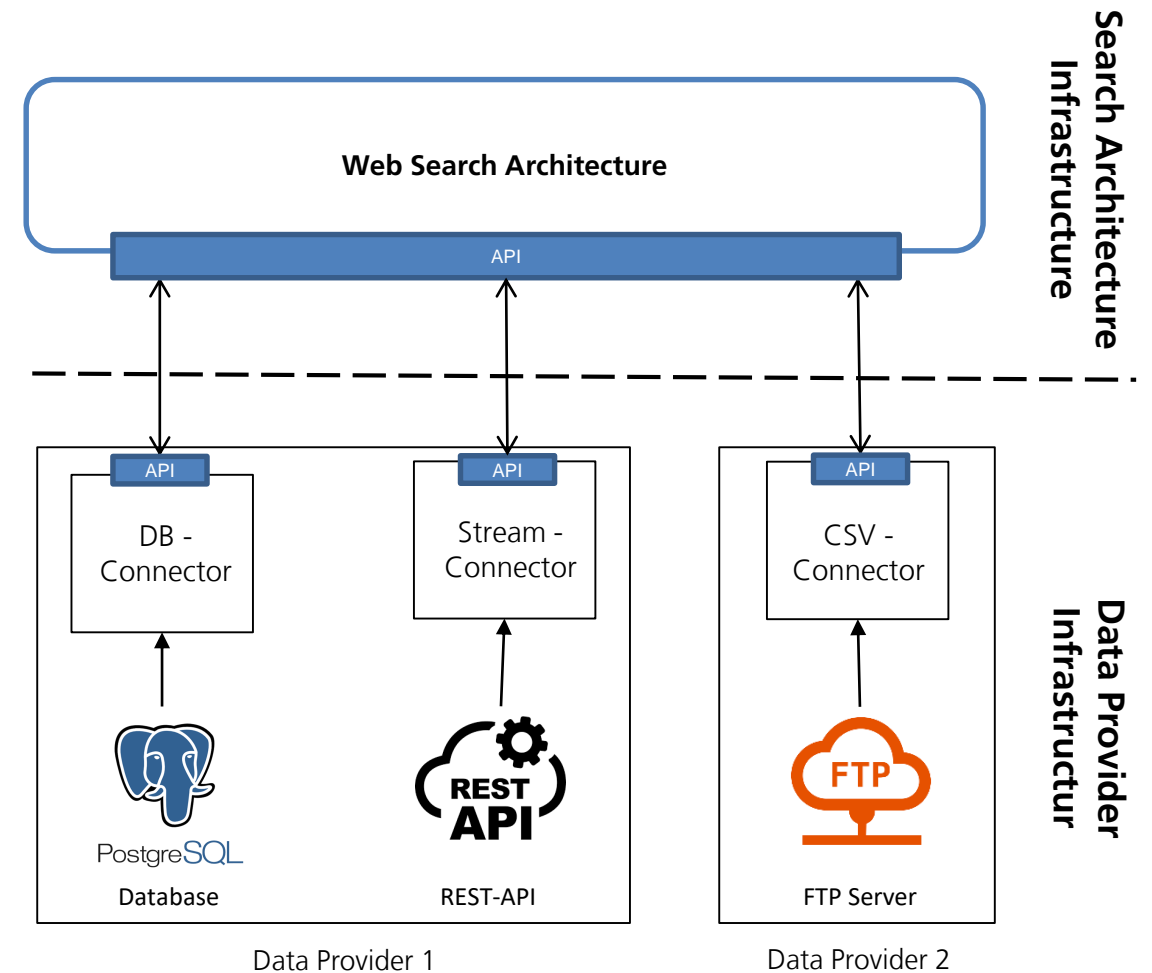 Search Architecture
Infrastructure
Web Search Architecture
API
API
API
API
DB -
Connector
Stream -
Connector
CSV -
Connector
Data Provider
Infrastructur
REST
API
FTP
PostgreSQL
Database
REST-API
FTP Server
Data Provider 1
Data Provider 2